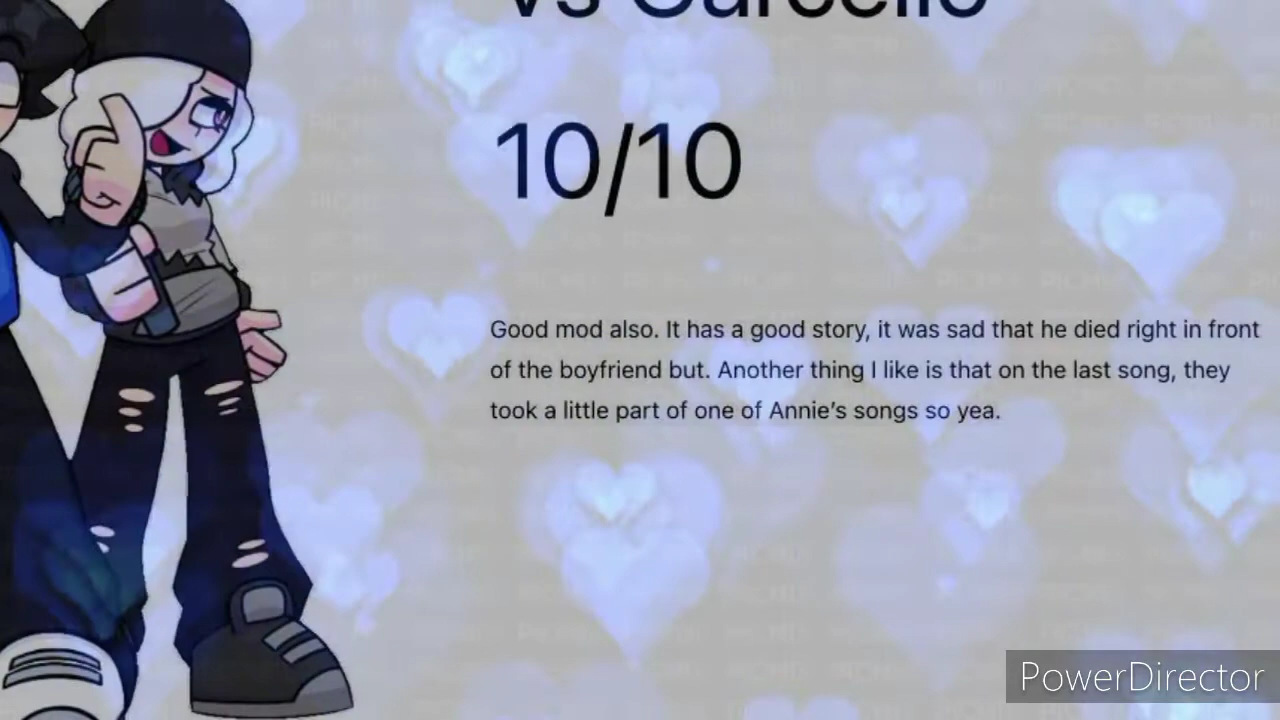 vs Garcello
10/10
Good mod also. It has a good story, it was sad that he died right in front
of the boyfriend but. Another thing I like is that on the last song, they
took a little part of one of Annie’s songs so yea.
PowerDirector